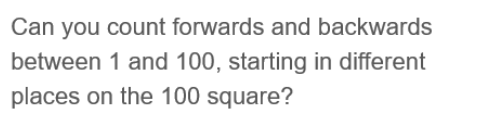 Can you count forwards and backwards
between 1 and 100, starting in different
places on the 100 square?